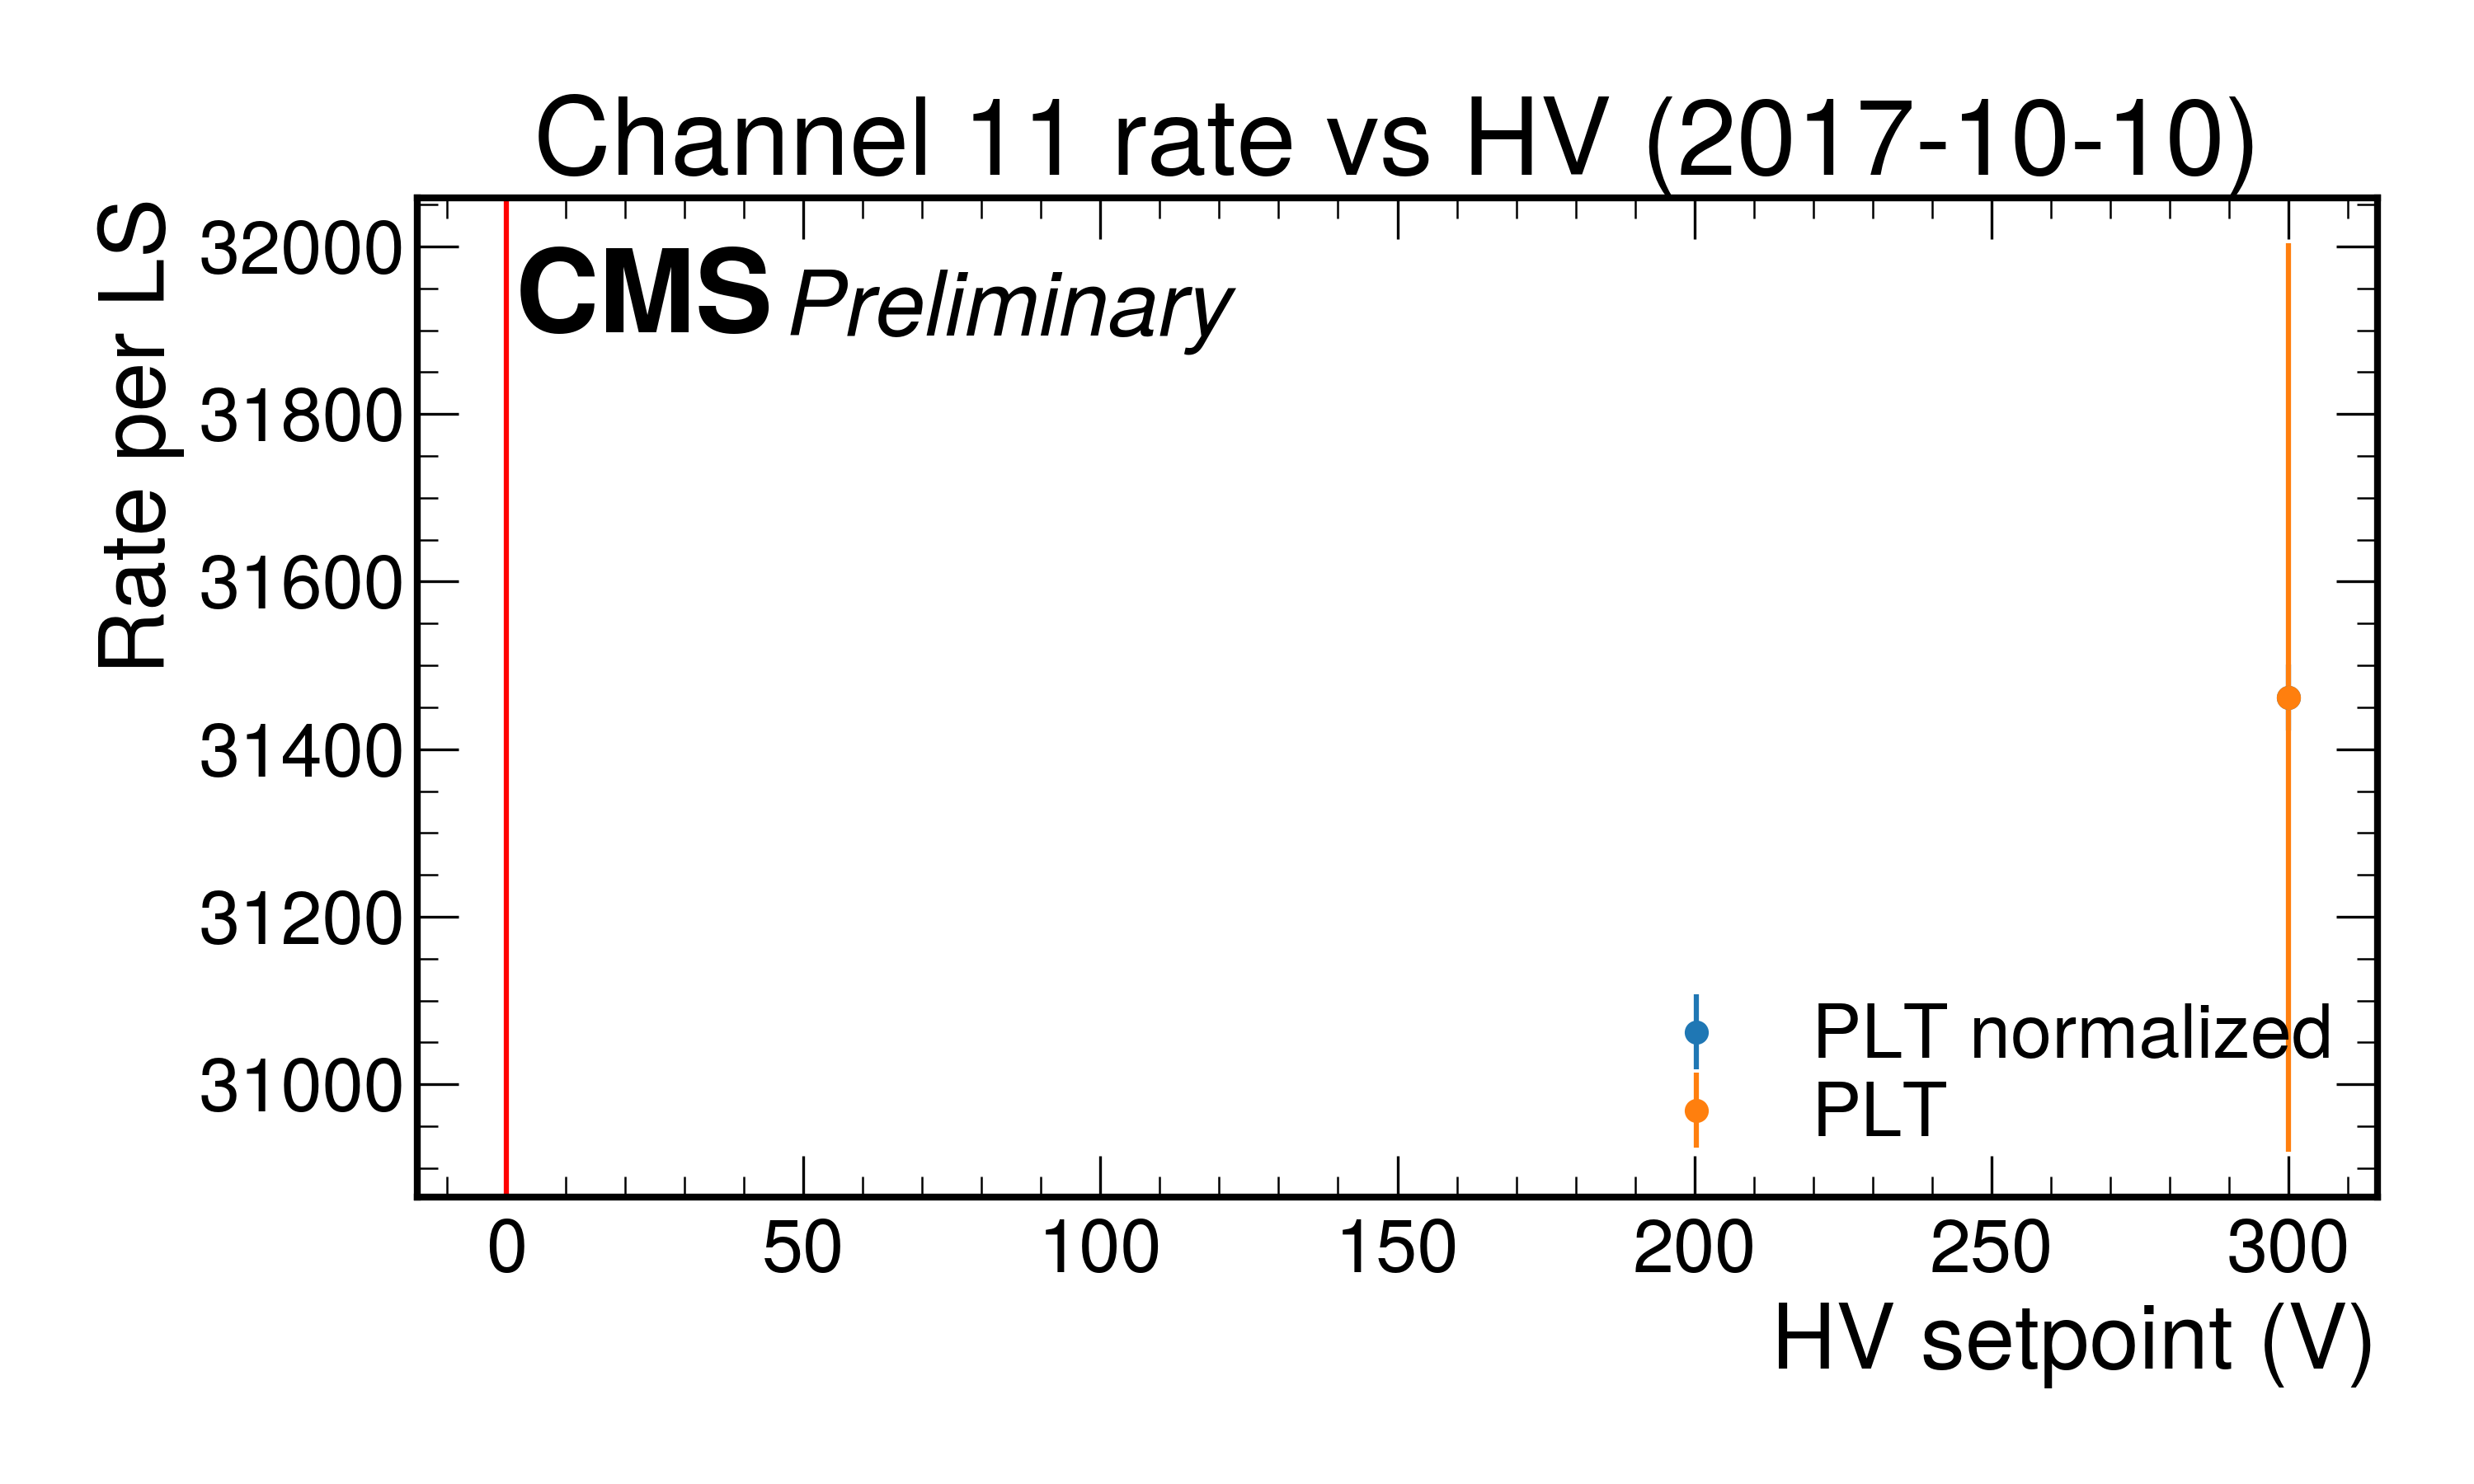 Channel 11 rate vs HV (2017-10-10)
Rate per LS
CMS Preliminary
32000
31800
31600
31400
31200
31000
PLT normalized
PLT
0 50 100 150 200 250 300
HV setpoint (V)